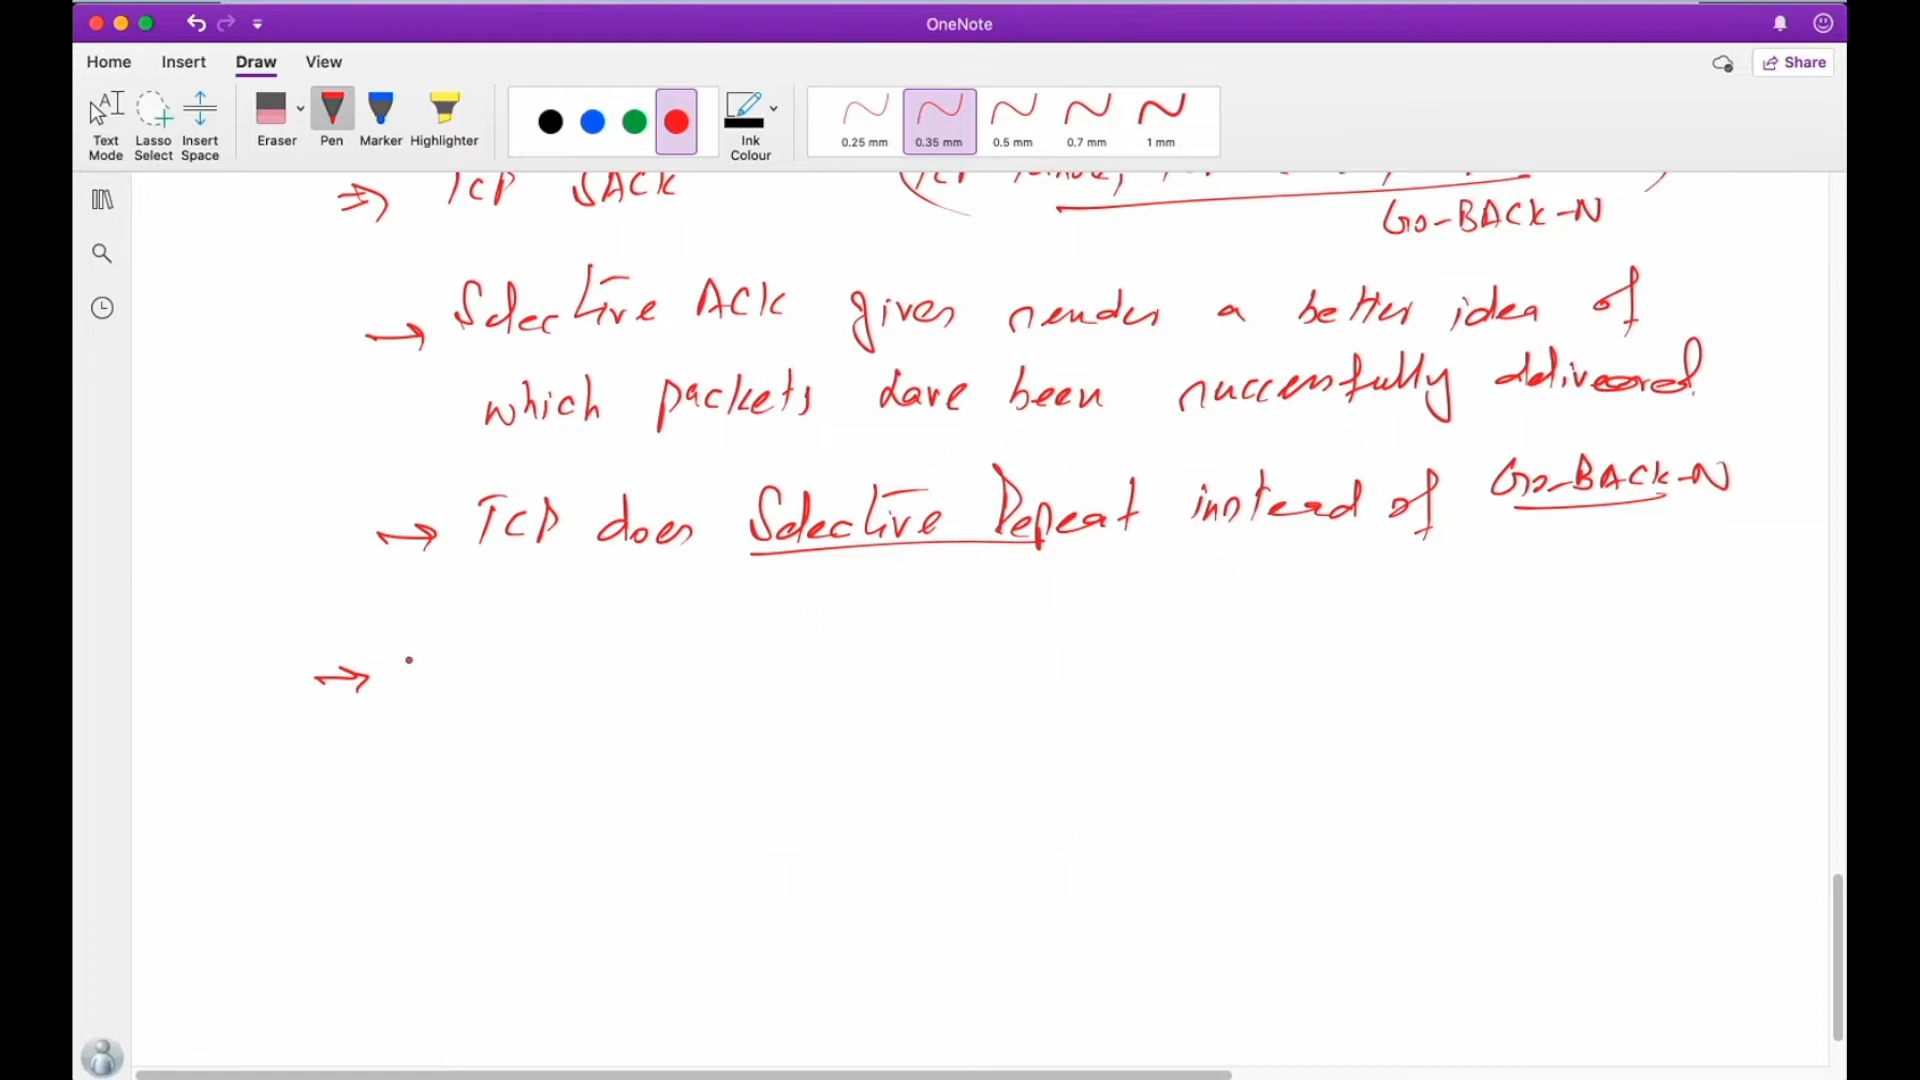 OneNote
Home Insert Draw View Share
Text Mode Lasso Select Insert Space Eraser Pen Marker Highlighter Ink Colour 0.25 mm 0.35 mm 0.5 mm 0.7 mm 1 mm
⇒ TCP SACK (TCP
Go-BACK-N
→ Selective ACK gives sender a better idea of
which packets have been successfully delivered
→ TCP does Selective Repeat instead of Go-BACK-N
⇒